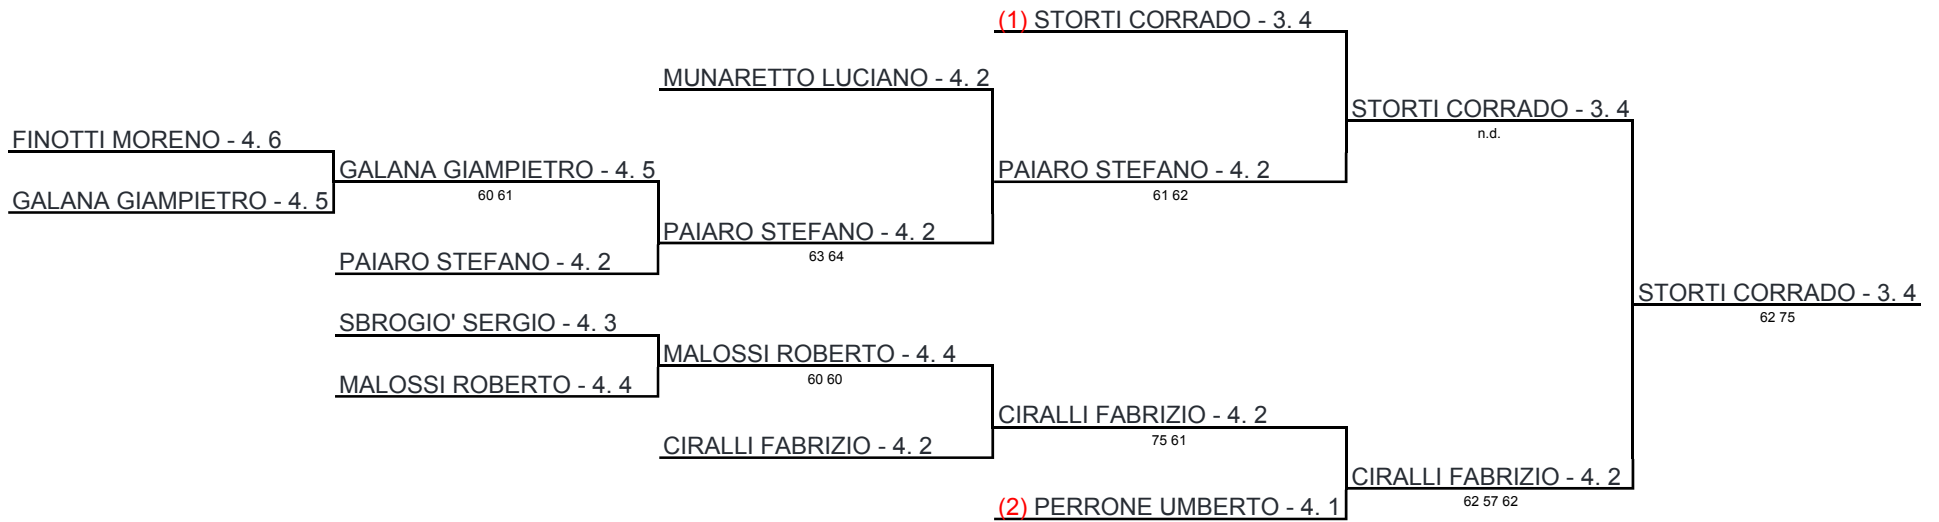 (1) STORTI CORRADO - 3. 4
MUNARETTO LUCIANO - 4. 2
STORTI CORRADO - 3. 4
n.d.
FINOTTI MORENO - 4. 6
GALANA GIAMPIETRO - 4. 5
60 61
PAIARO STEFANO - 4. 2
61 62
GALANA GIAMPIETRO - 4. 5
PAIARO STEFANO - 4. 2
63 64
PAIARO STEFANO - 4. 2
STORTI CORRADO - 3. 4
62 75
SBROGIO' SERGIO - 4. 3
MALOSSI ROBERTO - 4. 4
60 60
MALOSSI ROBERTO - 4. 4
CIRALLI FABRIZIO - 4. 2
75 61
CIRALLI FABRIZIO - 4. 2
CIRALLI FABRIZIO - 4. 2
62 57 62
(2) PERRONE UMBERTO - 4. 1